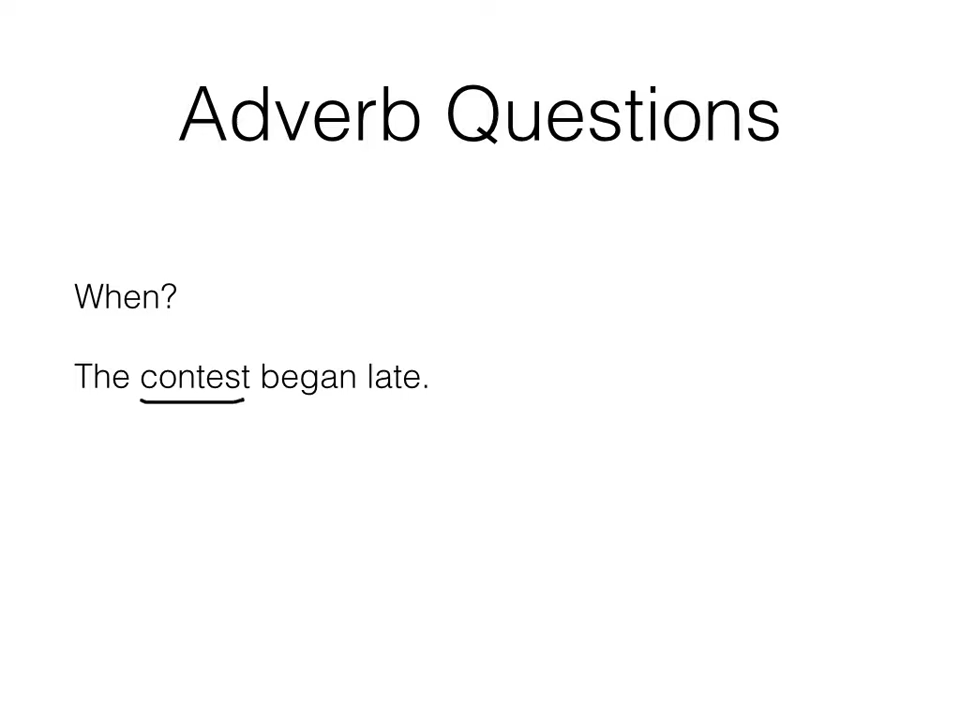 Adverb Questions
When?
The contest began late.